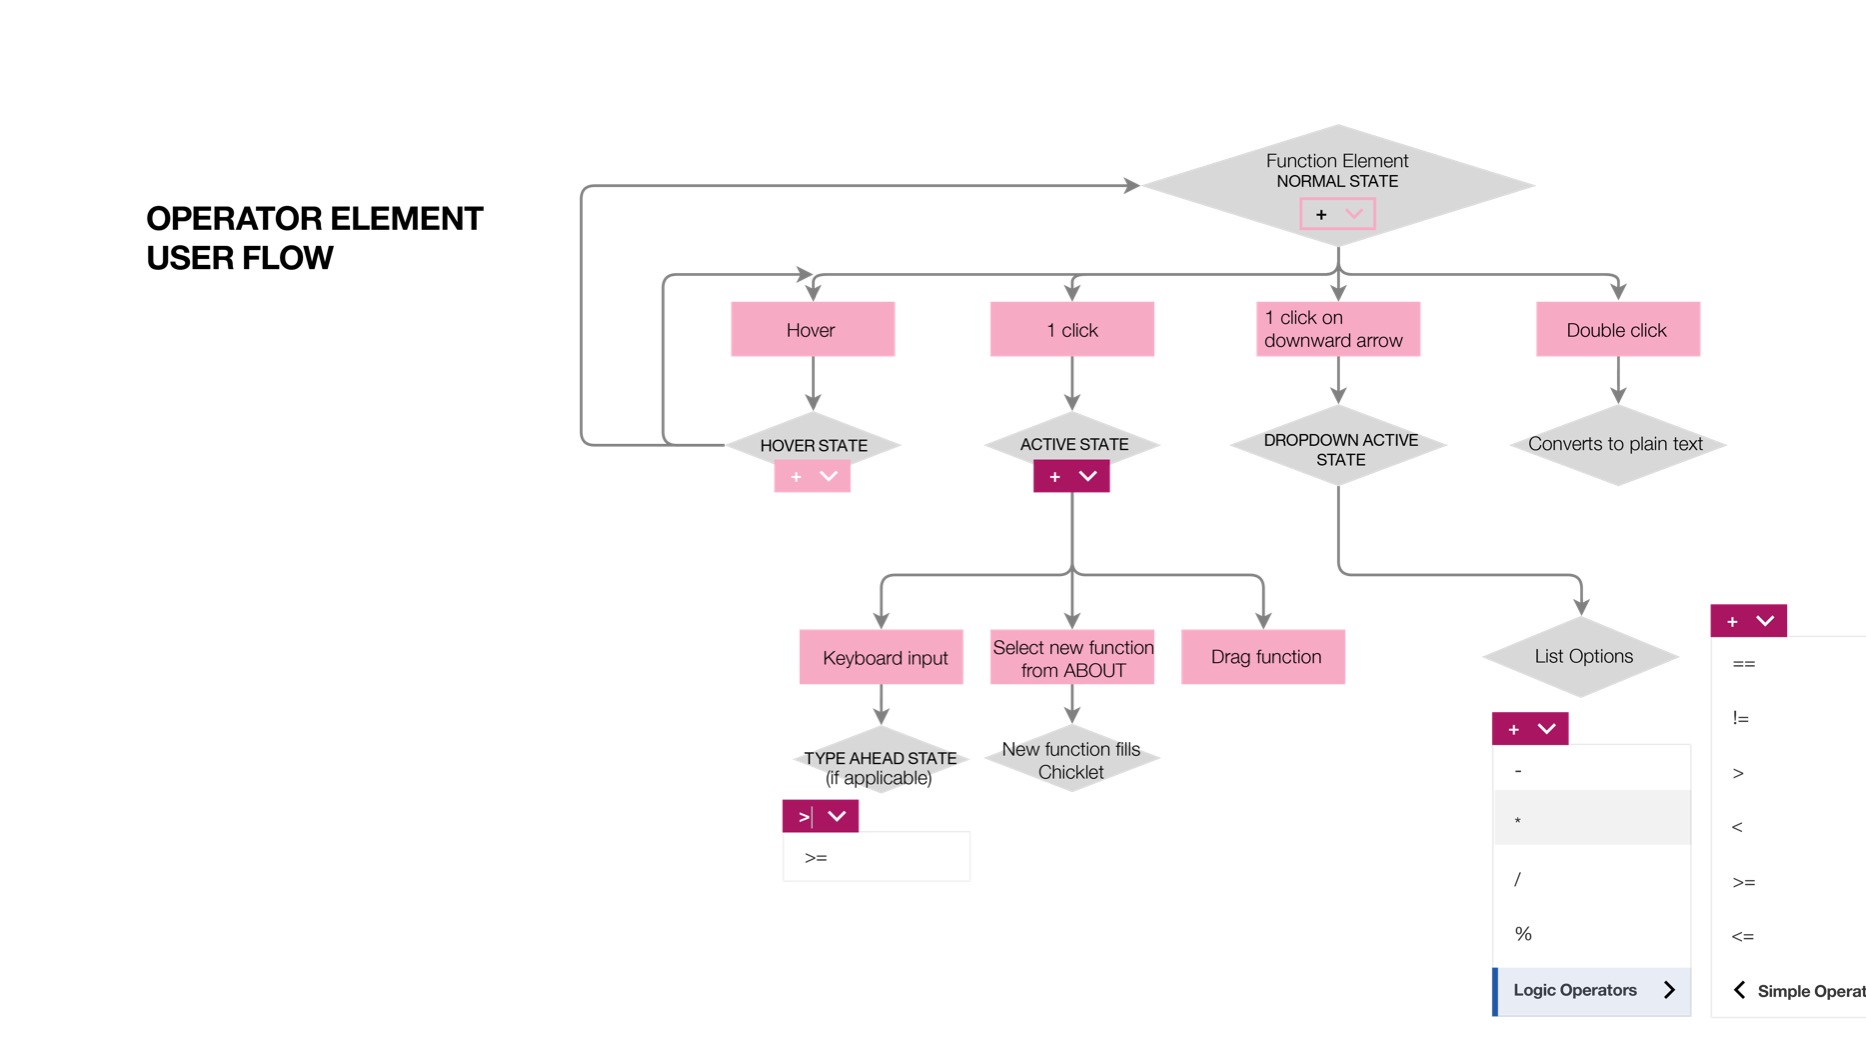 OPERATOR ELEMENT
USER FLOW
Function Element
NORMAL STATE
+
Hover
1 click
1 click on
downward arrow
Double click
HOVER STATE
+
ACTIVE STATE
+
DROPDOWN ACTIVE
STATE
Converts to plain text
Keyboard input
Select new function
from ABOUT
Drag function
List Options
TYPE AHEAD STATE
(if applicable)
>|
>=
New function fills
Chicklet
+
-
*
/
%
Logic Operators
+
==
!=
>
<
>=
<=
Simple Operat